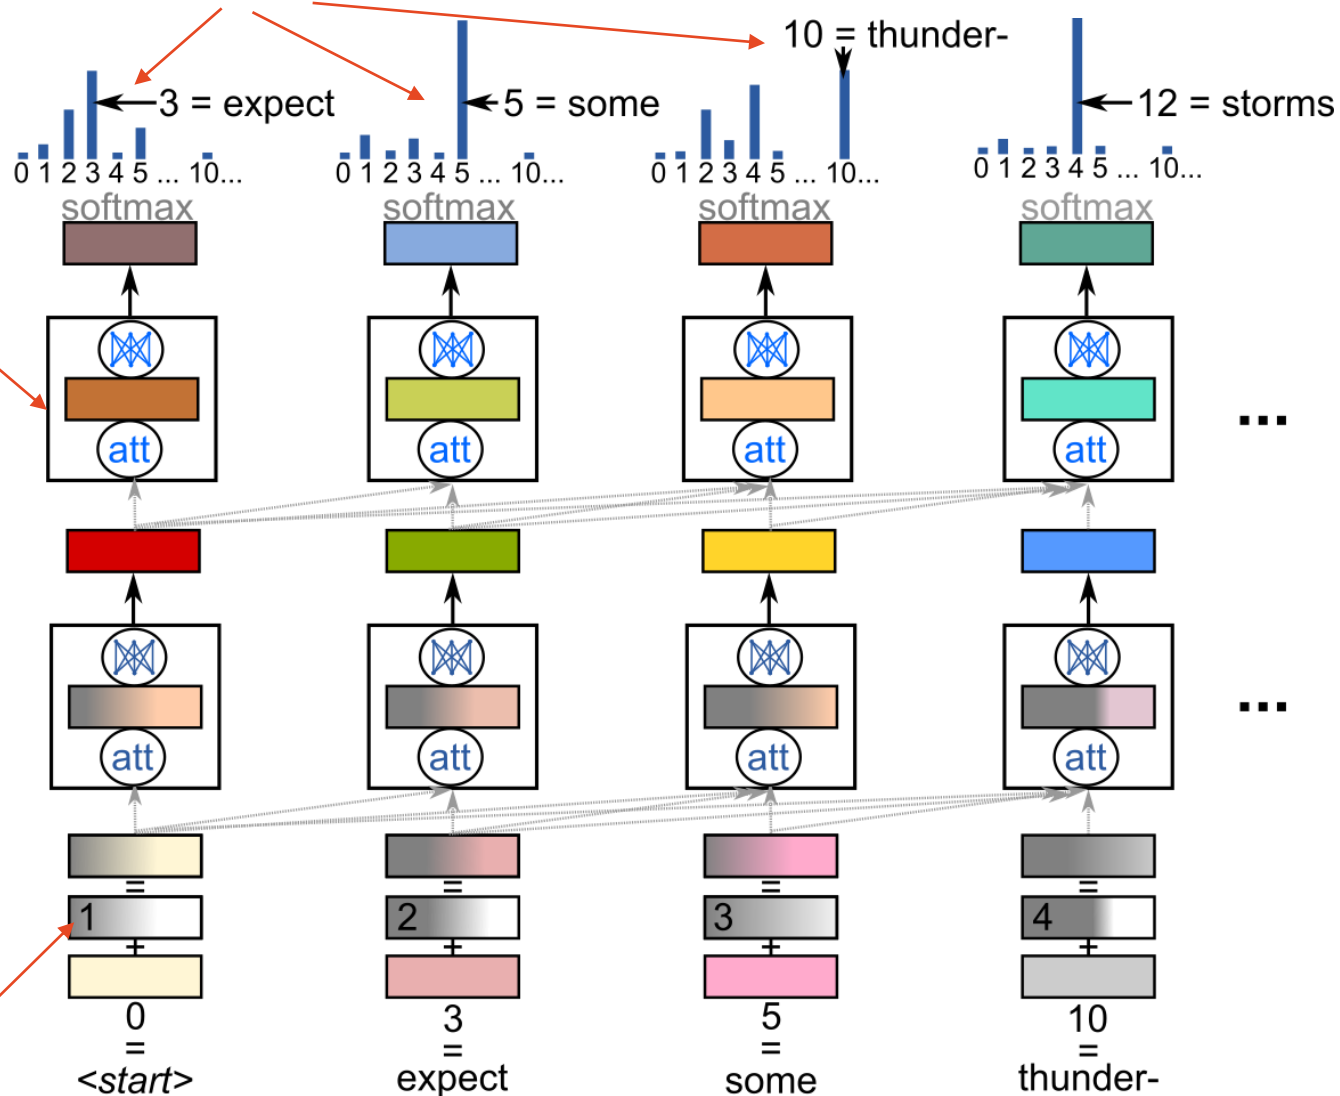 10 = thunder-
3 = expect
5 = some
12 = storms
0 1 2 3 4 5 ... 10...
0 1 2 3 4 5 ... 10...
0 1 2 3 4 5 ... 10...
0 1 2 3 4 5 ... 10...
softmax softmax softmax softmax
att att att att
...
att att att att
...
= = = =
1 2 3 4
+ + + +
0 3 5 10
= = = =
<start> expect some thunder-